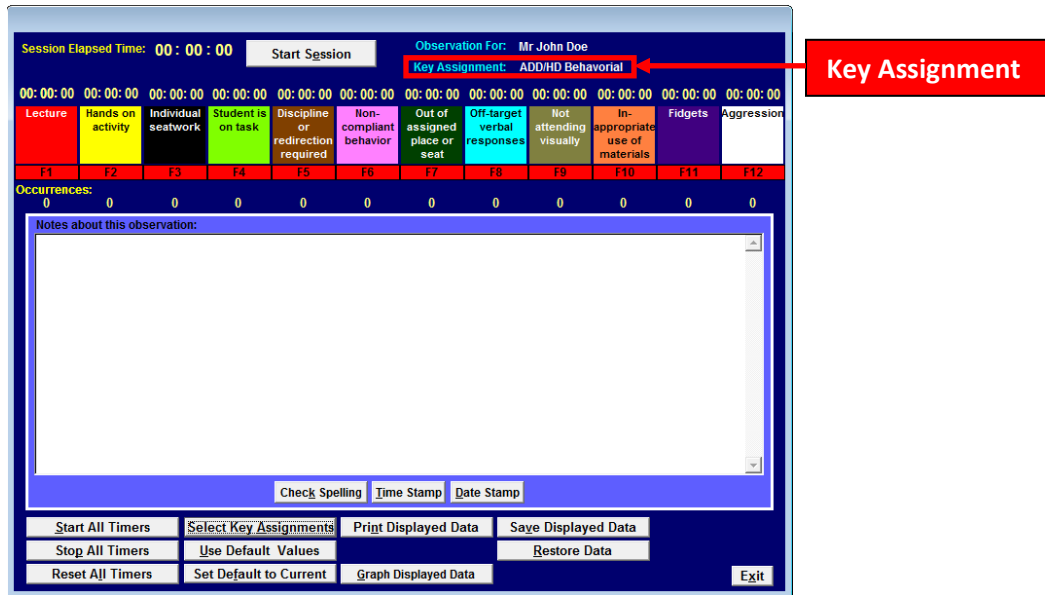 Session Elapsed Time: 00: 00: 00
Start Session
Observation For: Mr John Doe
Key Assignment: ADD/HD Behavorial
Key Assignment
00: 00: 00 00: 00: 00 00: 00: 00 00: 00: 00 00: 00: 00 00: 00: 00 00: 00: 00 00: 00: 00 00: 00: 00 00: 00: 00 00: 00: 00 00: 00: 00
Lecture
Hands on
activity
Individual
seatwork
Student is
on task
Discipline
or
redirection
required
Non-
compliant
behavior
Out of
assigned
place or
seat
Off-target
verbal
responses
Not
attending
visually
In-
appropriate
use of
materials
Fidgets
Aggression
F1 F2 F3 F4 F5 F6 F7 F8 F9 F10 F11 F12
Occurrences:
0 0 0 0 0 0 0 0 0 0 0 0
Notes about this observation:
Check Spelling Time Stamp Date Stamp
Start All Timers Select Key Assignments Print Displayed Data Save Displayed Data
Stop All Timers Use Default Values Restore Data
Reset All Timers Set Default to Current Graph Displayed Data Exit